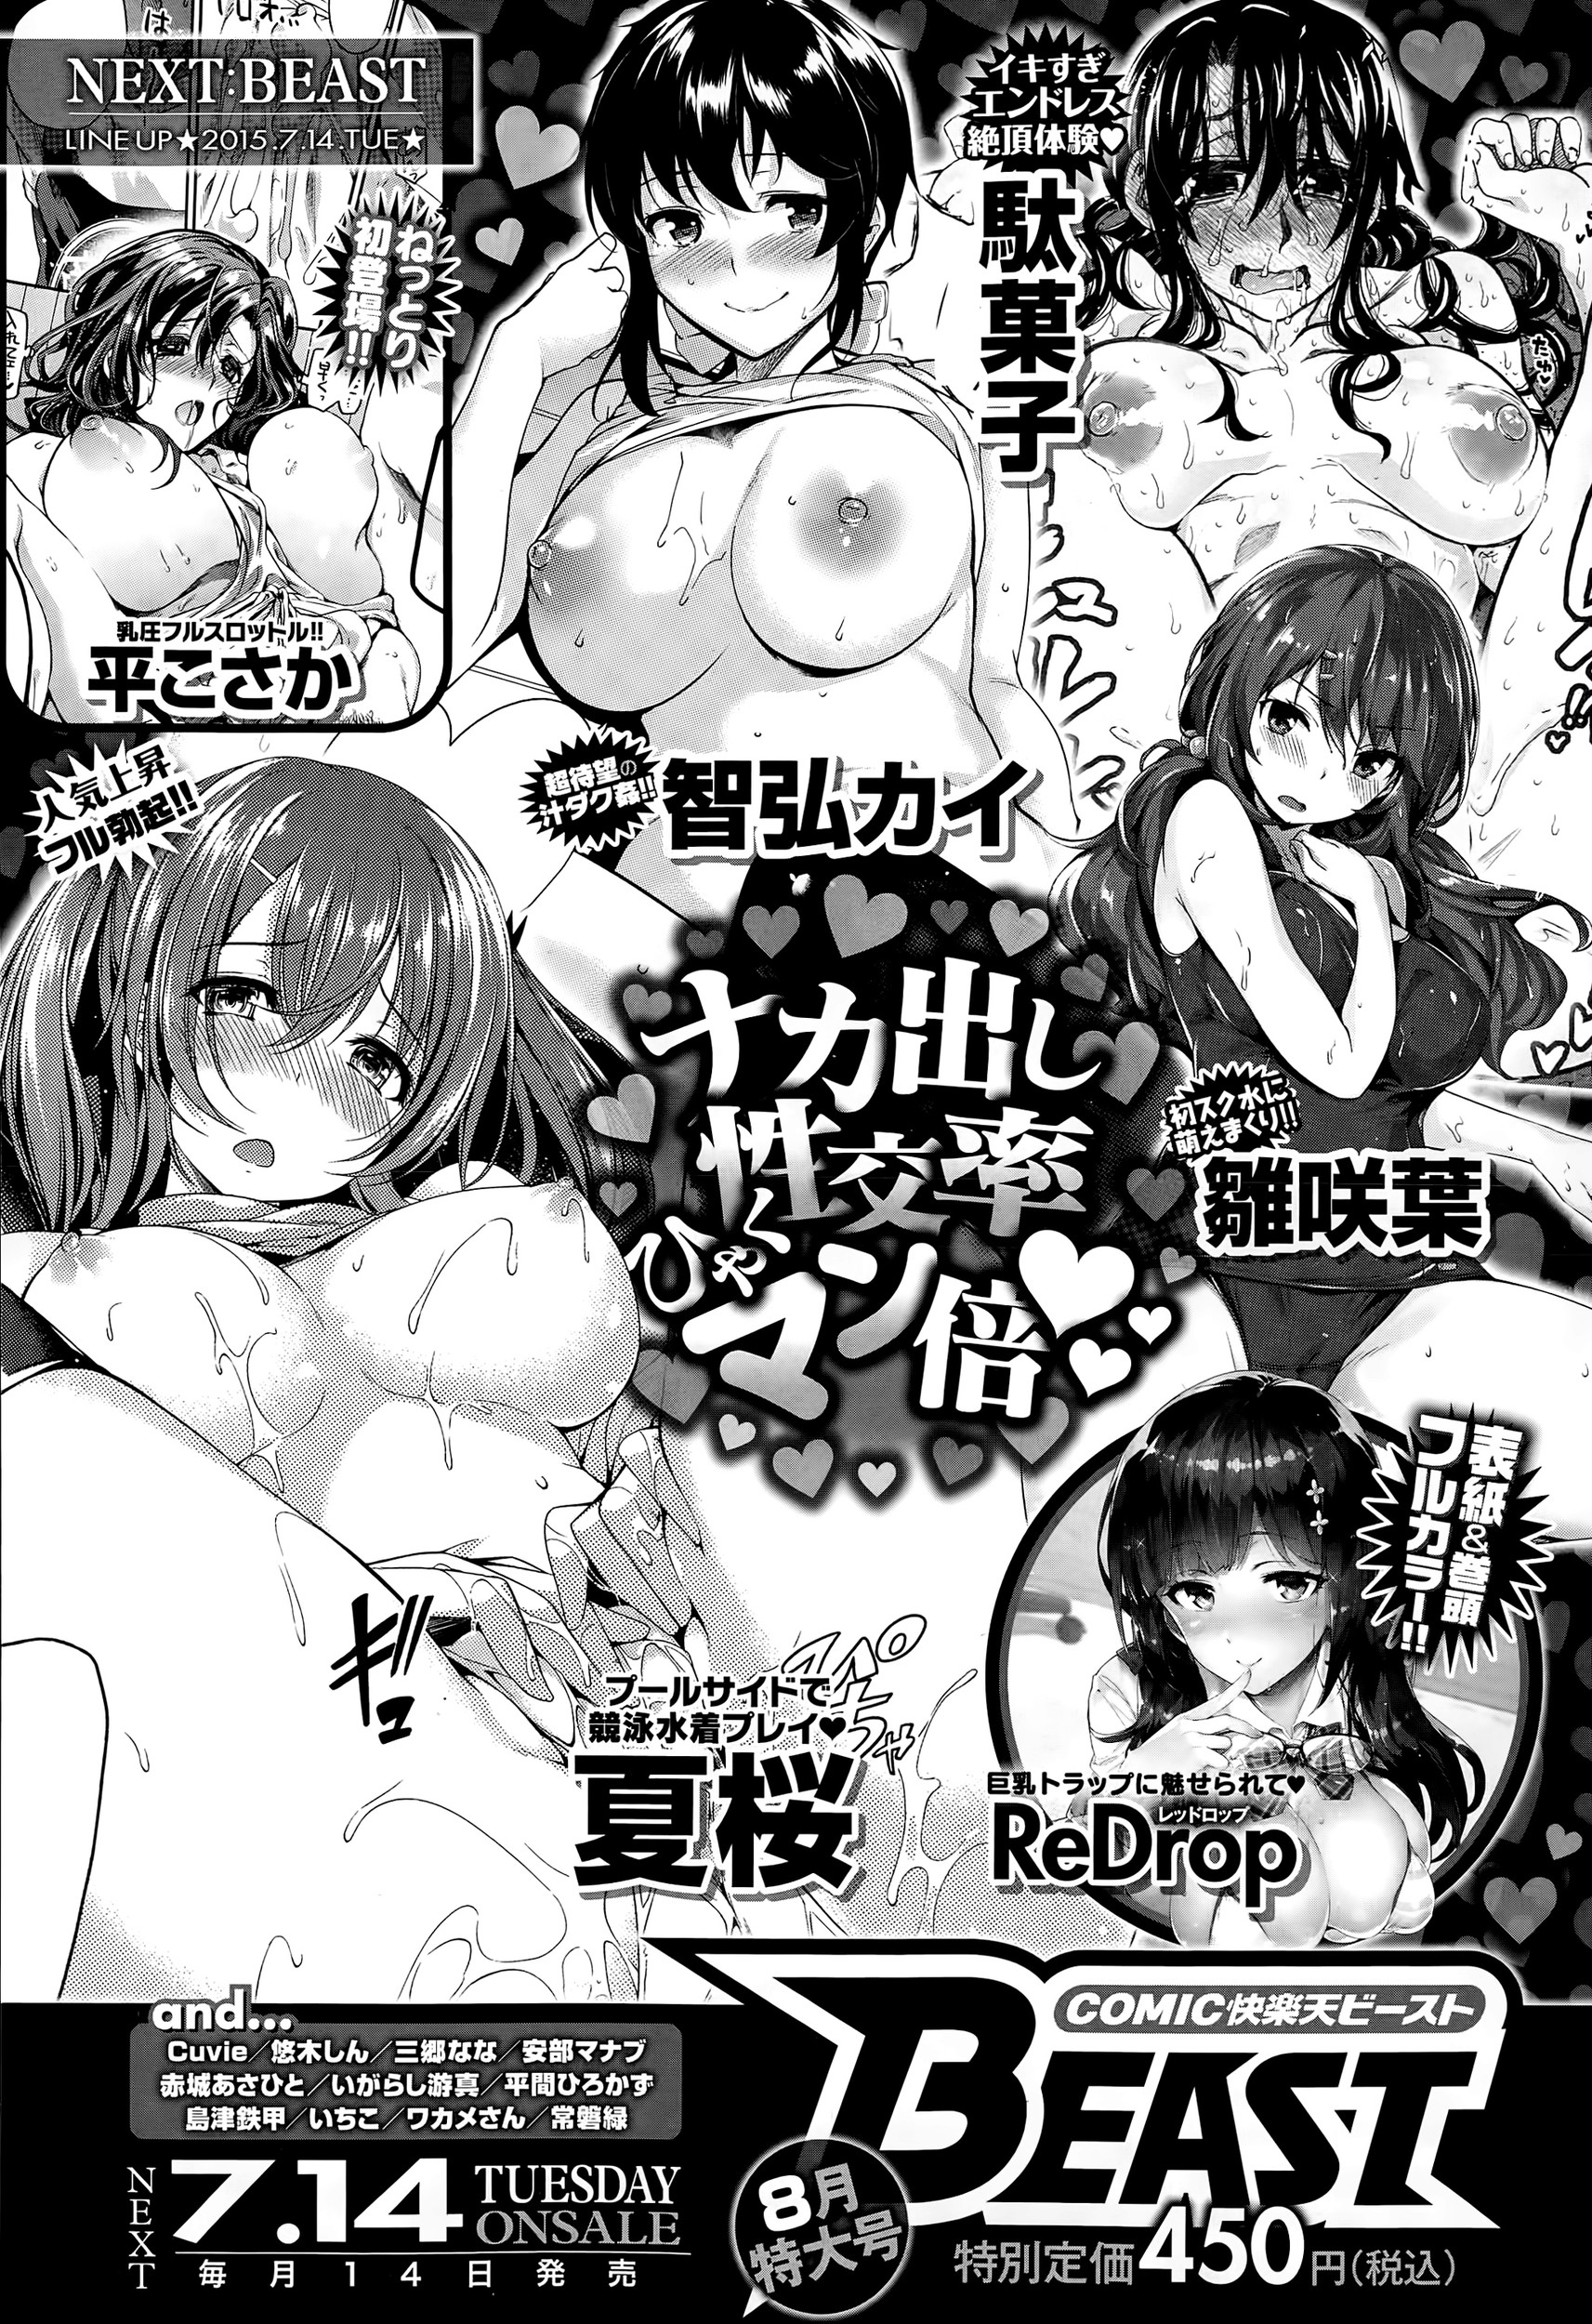 NEXT:BEAST
LINE UP★2015.7.14.TUE★
ねっとり
初登場!!
乳圧フルスロットル!!
平こさか
イキすぎ
エンドレス
絶頂体験♥
駄菓子
超待望の
汁ダク姦!!
智弘カイ
人気上昇
フル勃起!!
初スク水に
萌えまくり!!
雛咲葉
ナカ出し
性交率
ひゃく
マン倍
プールサイドで
競泳水着プレイ♥
夏桜
表紙&巻頭
フルカラー!!
巨乳トラップに魅せられて♥
レッドロップ
ReDrop
and...
Cuvie/悠木しん/三郷なな/安部マナブ
赤城あさひと/いがらし游真/平間ひろかず
島津鉄甲/いちこ/ワカメさん/常磐緑
NEXT
7.14
TUESDAY
ONSALE
毎月14日発売
COMIC快楽天ビースト
BEAST
8月
特大号
特別定価450円(税込)